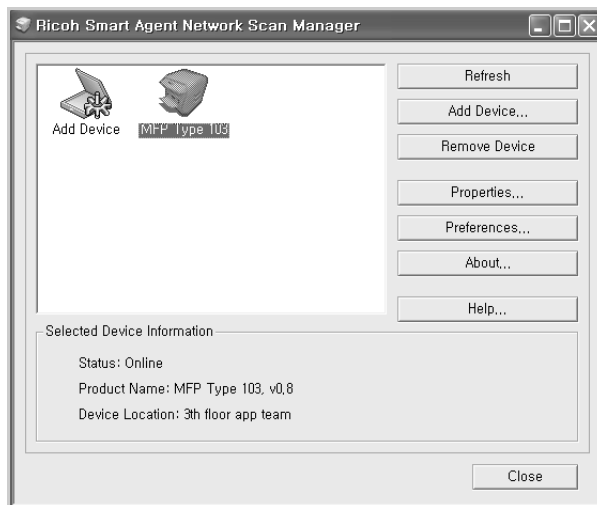 Ricoh Smart Agent Network Scan Manager
Add Device
MFP Type 103
Refresh
Add Device...
Remove Device
Properties...
Preferences...
About...
Help...
Selected Device Information
Status: Online
Product Name: MFP Type 103, v0.8
Device Location: 3th floor app team
Close